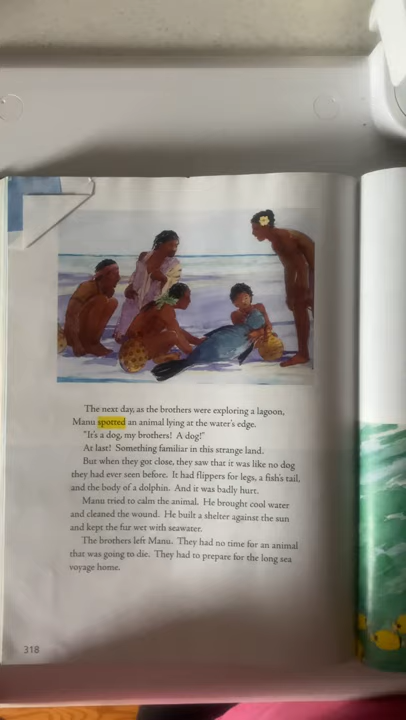 The next day, as the brothers were exploring a lagoon,
Manu spotted an animal lying at the water's edge.
"It's a dog, my brothers! A dog!"
At last! Something familiar in this strange land.
But when they got close, they saw that it was like no dog
they had ever seen before. It had flippers for legs, a fish's tail,
and the body of a dolphin. And it was badly hurt.
Manu tried to calm the animal. He brought cool water
and cleaned the wound. He built a shelter against the sun
and kept the fur wet with seawater.
The brothers left Manu. They had no time for an animal
that was going to die. They had to prepare for the long sea
voyage home.
318